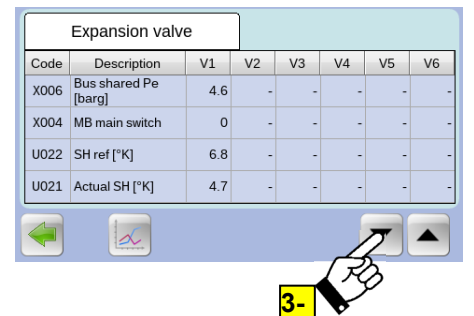 Expansion valve
Code Description V1 V2 V3 V4 V5 V6
X006 Bus shared Pe [barg] 4.6 - - - - -
X004 MB main switch 0 - - - - -
U022 SH ref [°K] 6.8 - - - - -
U021 Actual SH [°K] 4.7 - - - - -
3-